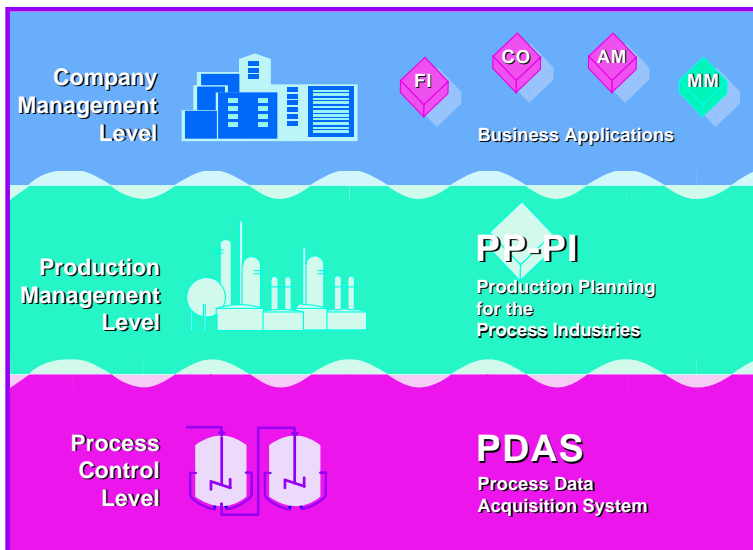 Company
Management
Level
FI
CO
AM
MM
Business Applications
Production
Management
Level
PP-PI
Production Planning
for the
Process Industries
Process
Control
Level
PDAS
Process Data
Acquisition System